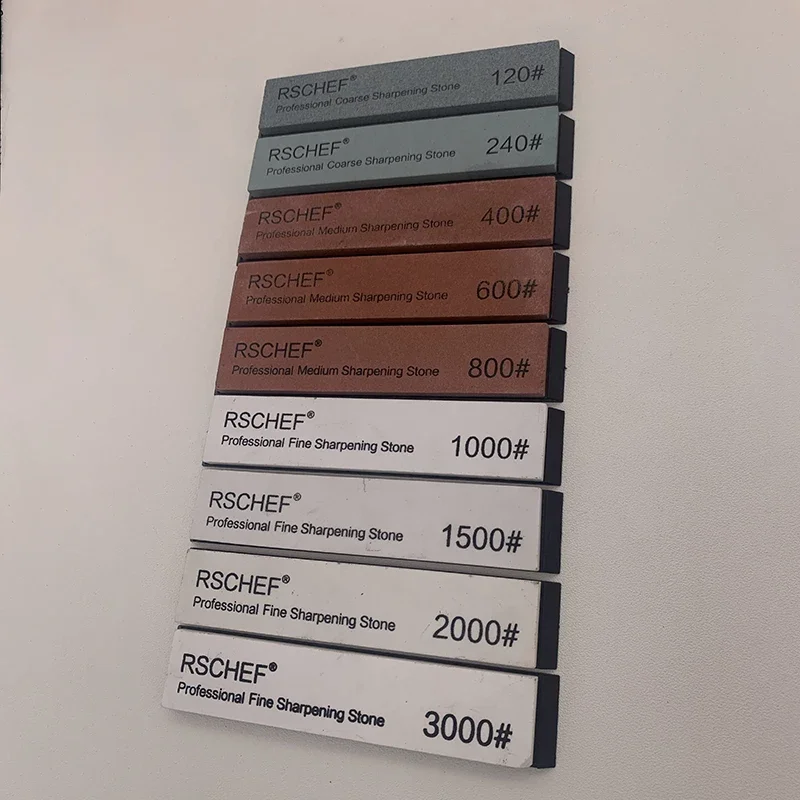 RSCHEF®
Professional Coarse Sharpening Stone
120#
RSCHEF®
Professional Coarse Sharpening Stone
240#
RSCHEF®
Professional Medium Sharpening Stone
400#
RSCHEF®
Professional Medium Sharpening Stone
600#
RSCHEF®
Professional Medium Sharpening Stone
800#
RSCHEF®
Professional Fine Sharpening Stone
1000#
RSCHEF®
Professional Fine Sharpening Stone
1500#
RSCHEF®
Professional Fine Sharpening Stone
2000#
RSCHEF®
Professional Fine Sharpening Stone
3000#